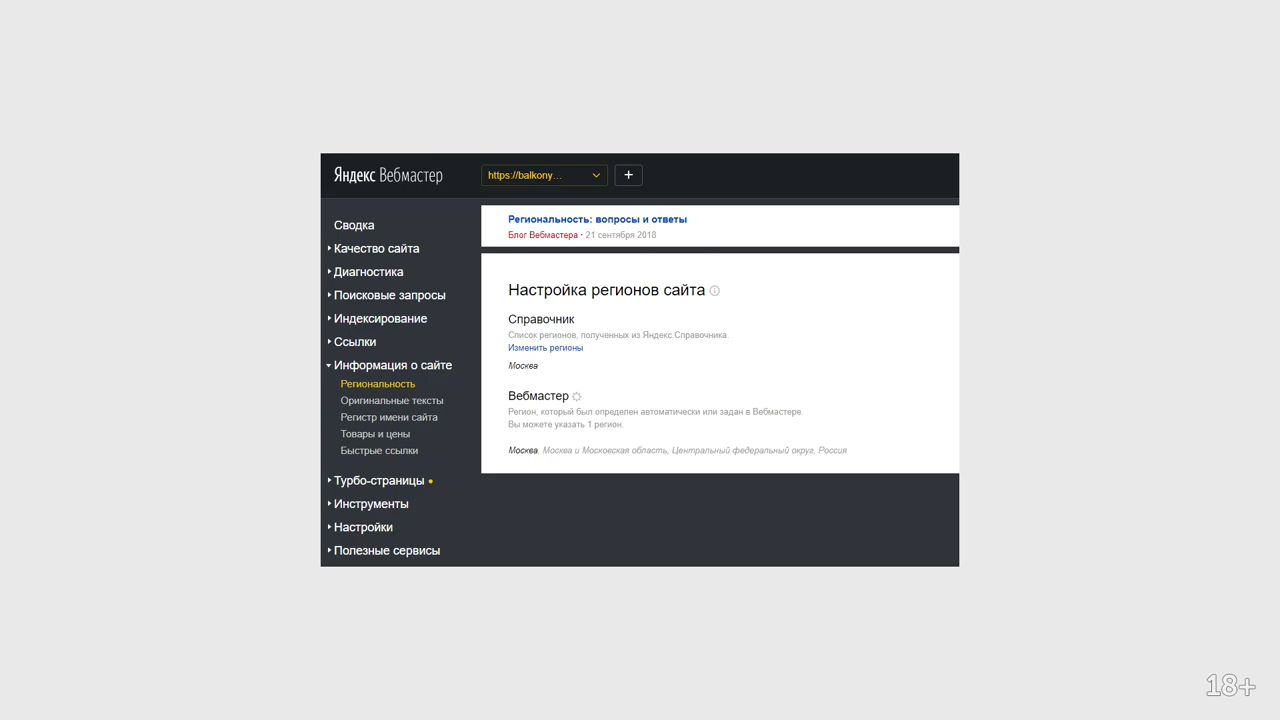 Яндекс Вебмастер
https://balkony...
+
Сводка
Качество сайта
Диагностика
Поисковые запросы
Индексирование
Ссылки
Информация о сайте
Региональность
Оригинальные тексты
Регистр имени сайта
Товары и цены
Быстрые ссылки
Турбо-страницы
Инструменты
Настройки
Полезные сервисы
Региональность: вопросы и ответы
Блог Вебмастера · 21 сентября 2018
Настройка регионов сайта
Справочник
Список регионов, полученных из Яндекс.Справочника.
Изменить регионы
Москва
Вебмастер
Регион, который был определен автоматически или задан в Вебмастере.
Вы можете указать 1 регион.
Москва, Москва и Московская область, Центральный федеральный округ, Россия
18+